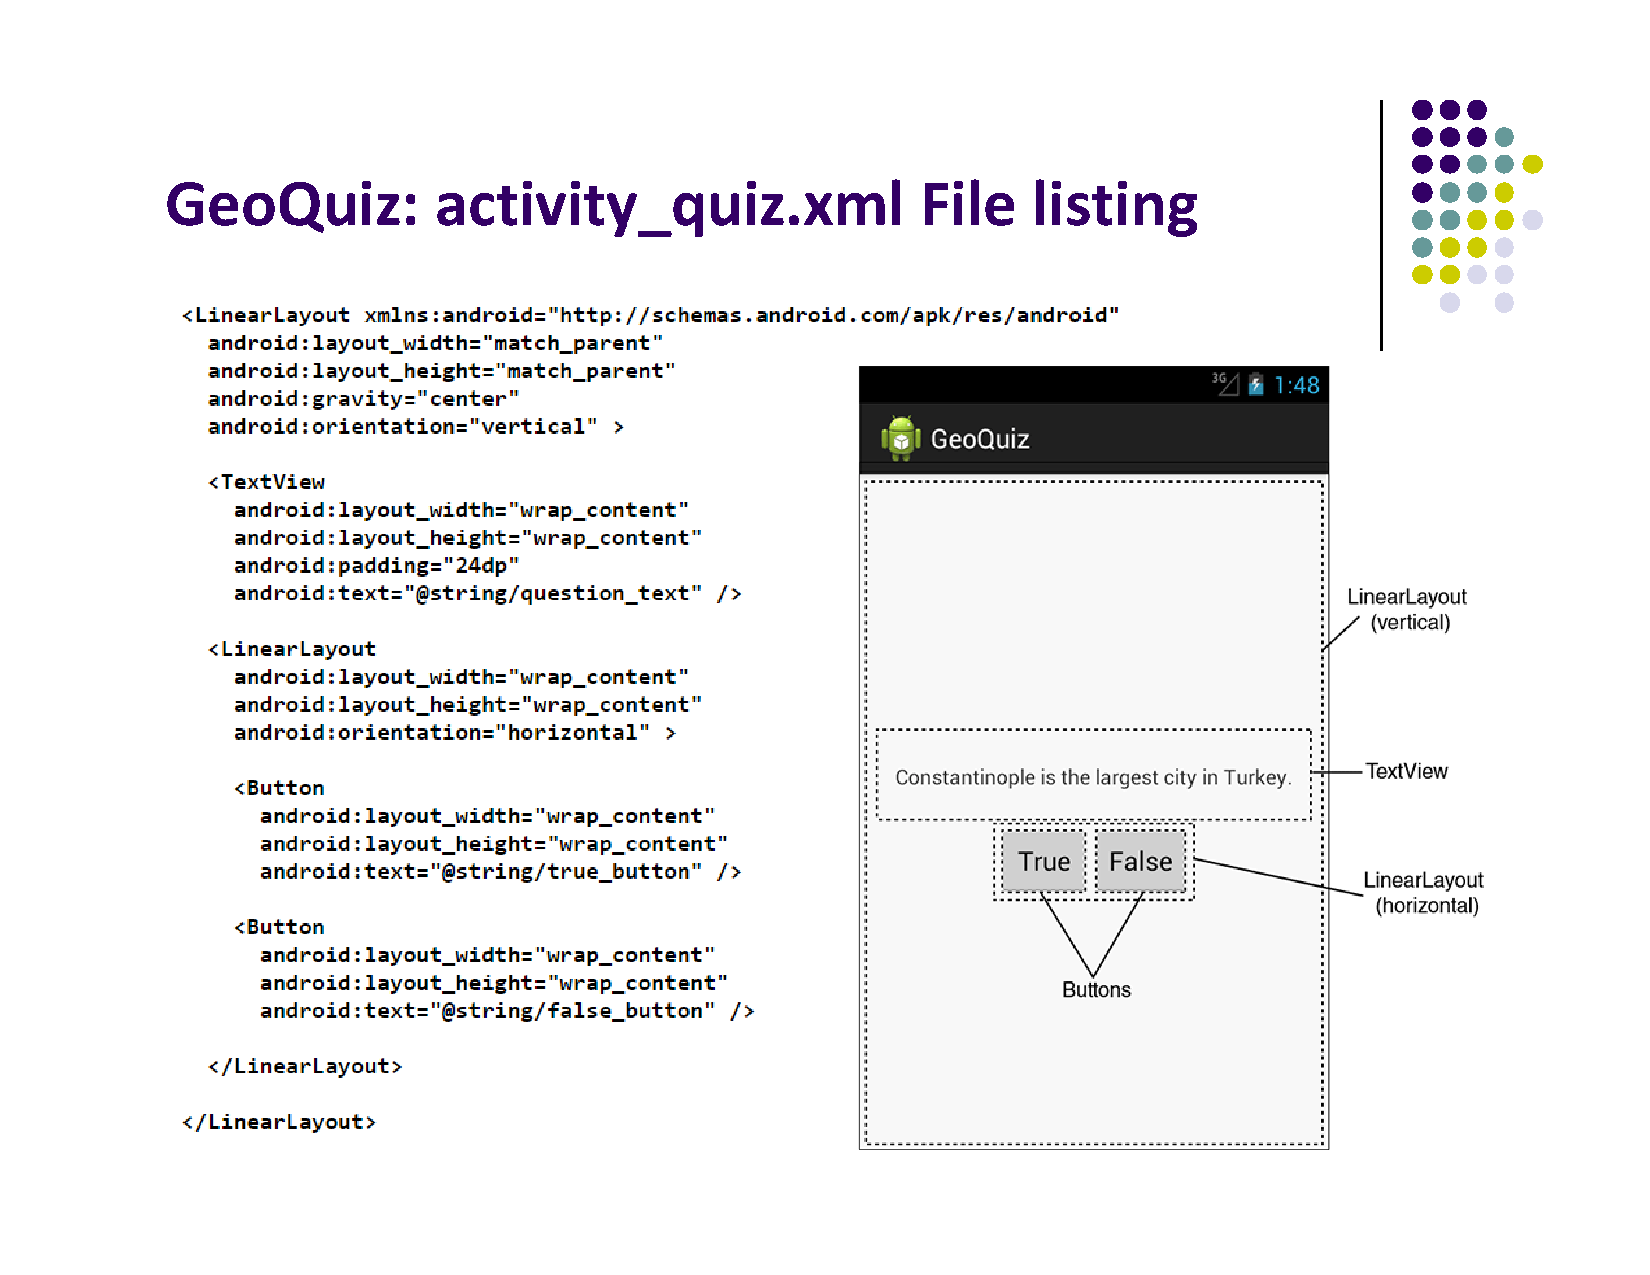 GeoQuiz: activity_quiz.xml File listing
<LinearLayout xmlns:android="http://schemas.android.com/apk/res/android"
android:layout_width="match_parent"
android:layout_height="match_parent"
android:gravity="center"
android:orientation="vertical" >
<TextView
android:layout_width="wrap_content"
android:layout_height="wrap_content"
android:padding="24dp"
android:text="@string/question_text" />
<LinearLayout
android:layout_width="wrap_content"
android:layout_height="wrap_content"
android:orientation="horizontal" >
<Button
android:layout_width="wrap_content"
android:layout_height="wrap_content"
android:text="@string/true_button" />
<Button
android:layout_width="wrap_content"
android:layout_height="wrap_content"
android:text="@string/false_button" />
</LinearLayout>
</LinearLayout>
3G 1:48
GeoQuiz
LinearLayout
(vertical)
Constantinople is the largest city in Turkey.
TextView
True False
LinearLayout
(horizontal)
Buttons